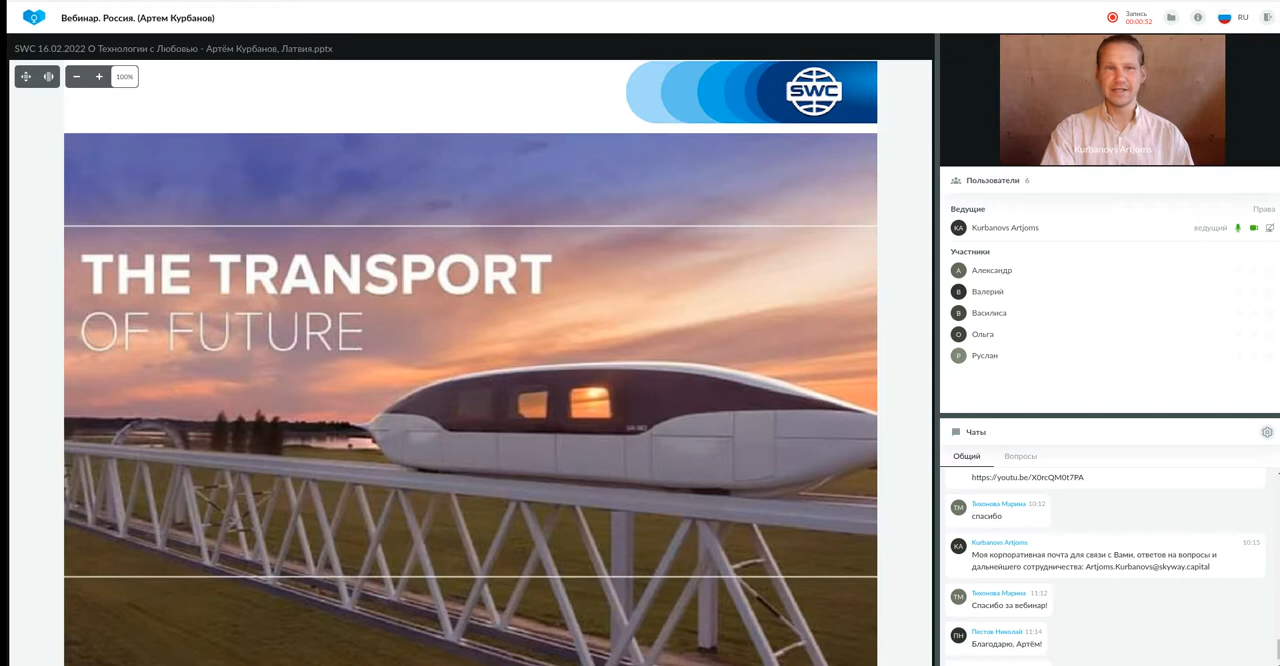 Вебинар. Россия. (Артем Курбанов)
Запись
00:00:52
RU
SWC 16.02.2022 О Технологии с Любовью - Артём Курбанов, Латвия.pptx
100%
SWC
THE TRANSPORT
OF FUTURE
Kurbanovs Artjoms
Пользователи 6
Ведущие Права
KA Kurbanovs Artjoms ведущий
Участники
А Александр
В Валерий
В Василиса
О Ольга
Р Руслан
Чаты
Общий Вопросы
https://youtu.be/X0rcQM0t7PA
ТМ Тихонова Марина 10:12
спасибо
KA Kurbanovs Artjoms 10:15
Моя корпоративная почта для связи с Вами, ответов на вопросы и
дальнейшего сотрудничества: Artjoms.Kurbanovs@skyway.capital
ТМ Тихонова Марина 11:12
Спасибо за вебинар!
ПН Пестов Николай 11:14
Благодарю, Артём!